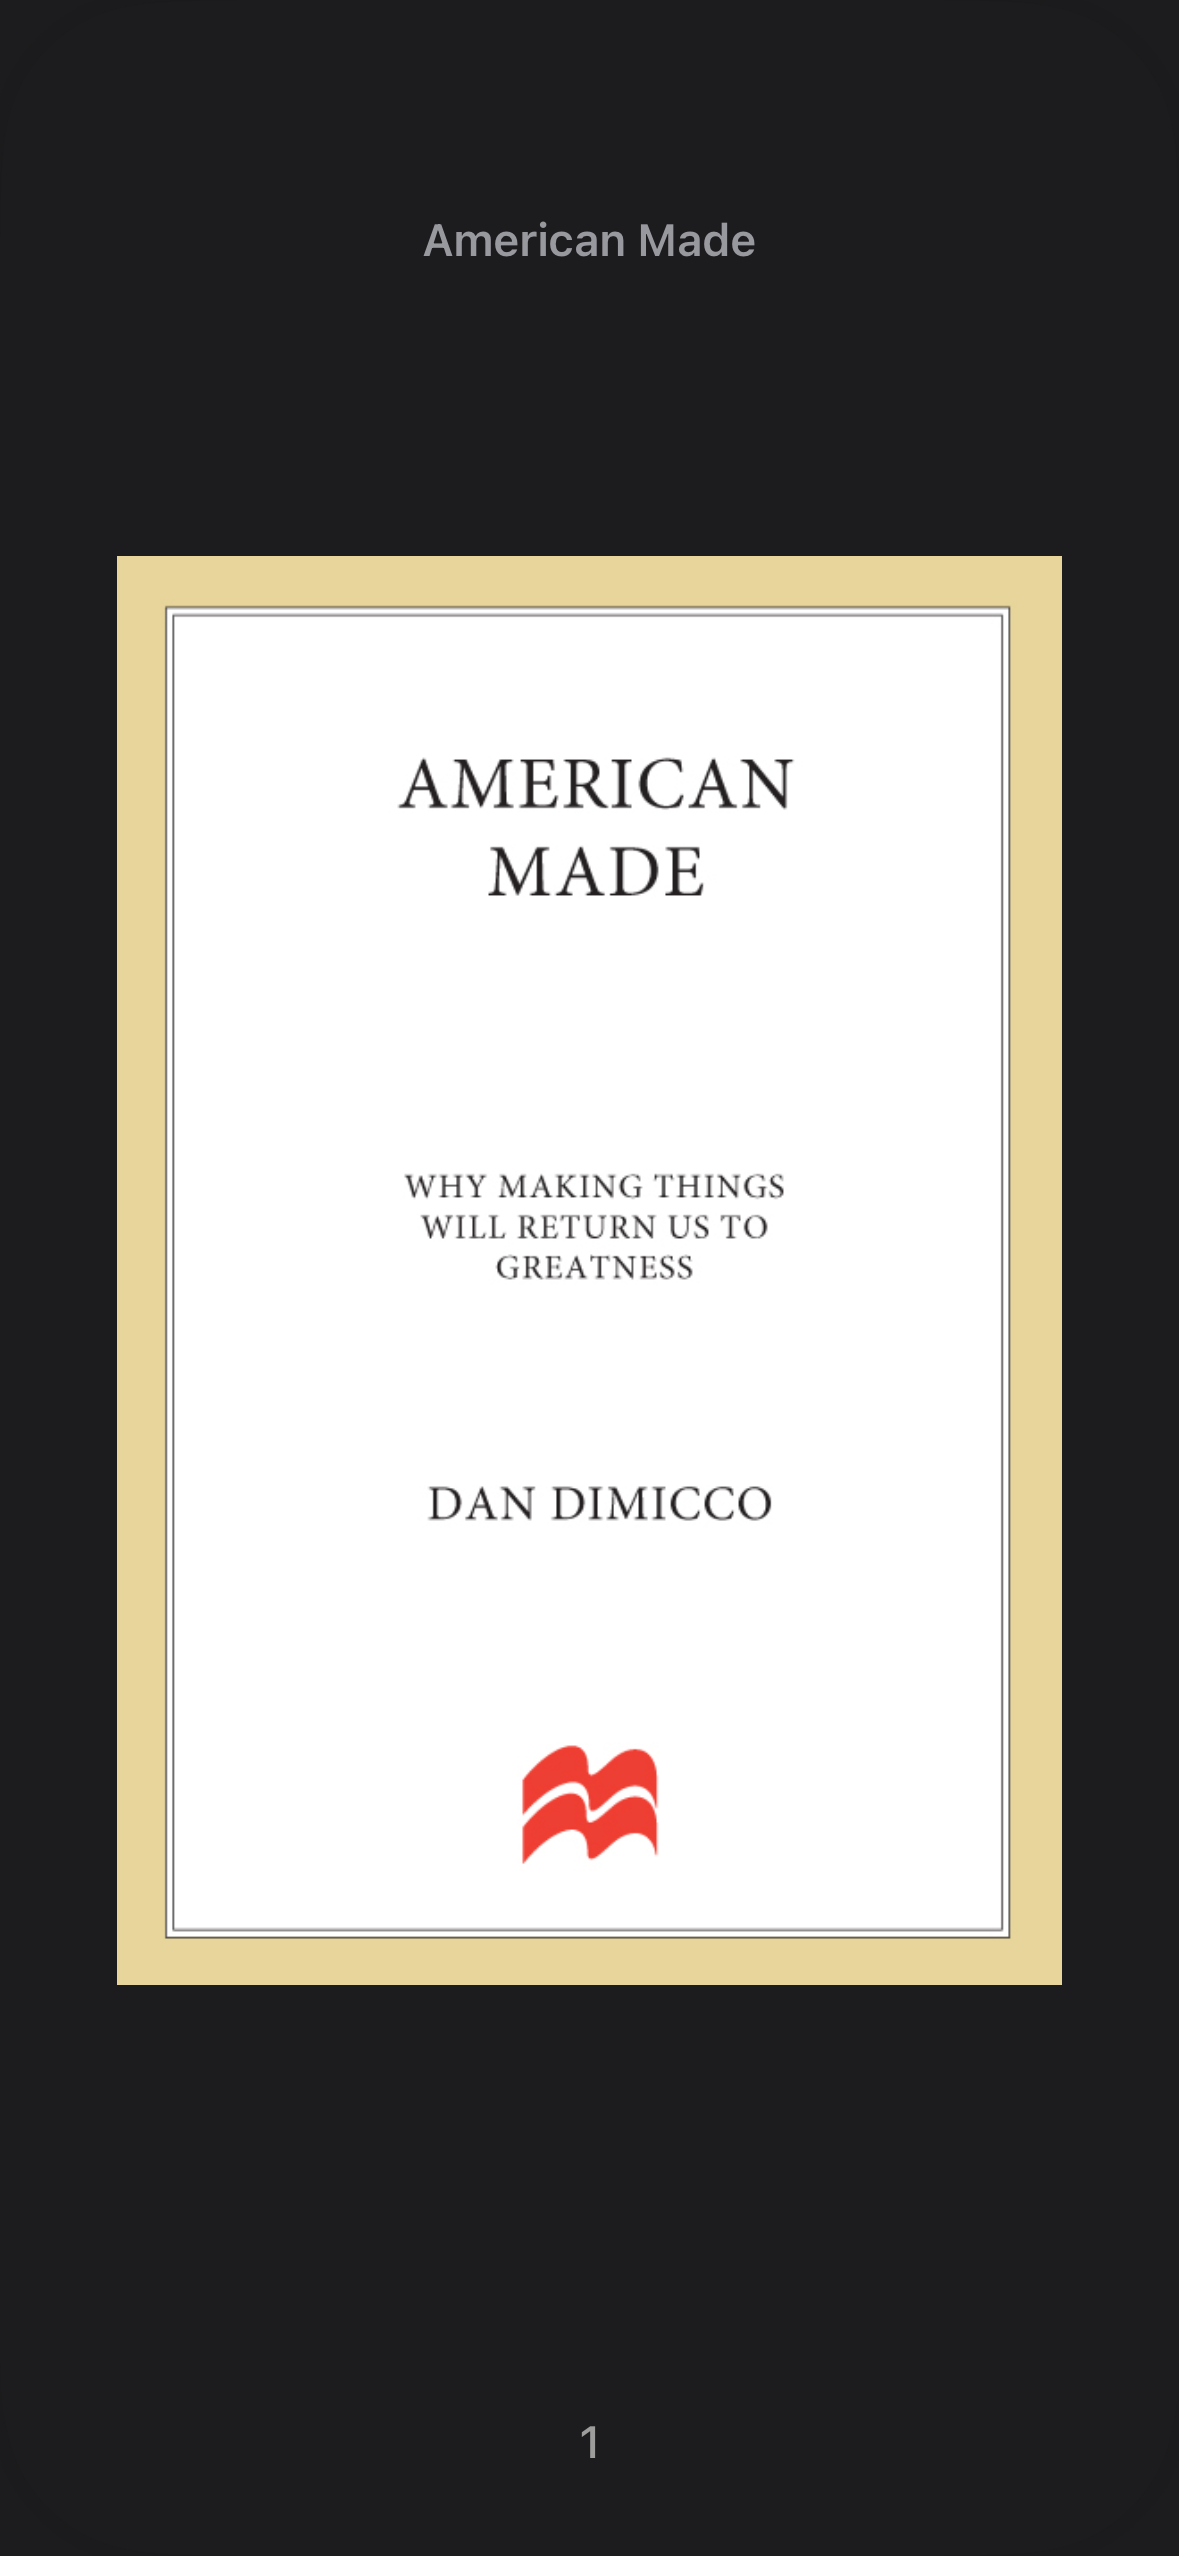 American Made
AMERICAN
MADE
WHY MAKING THINGS
WILL RETURN US TO
GREATNESS
DAN DIMICCO
1